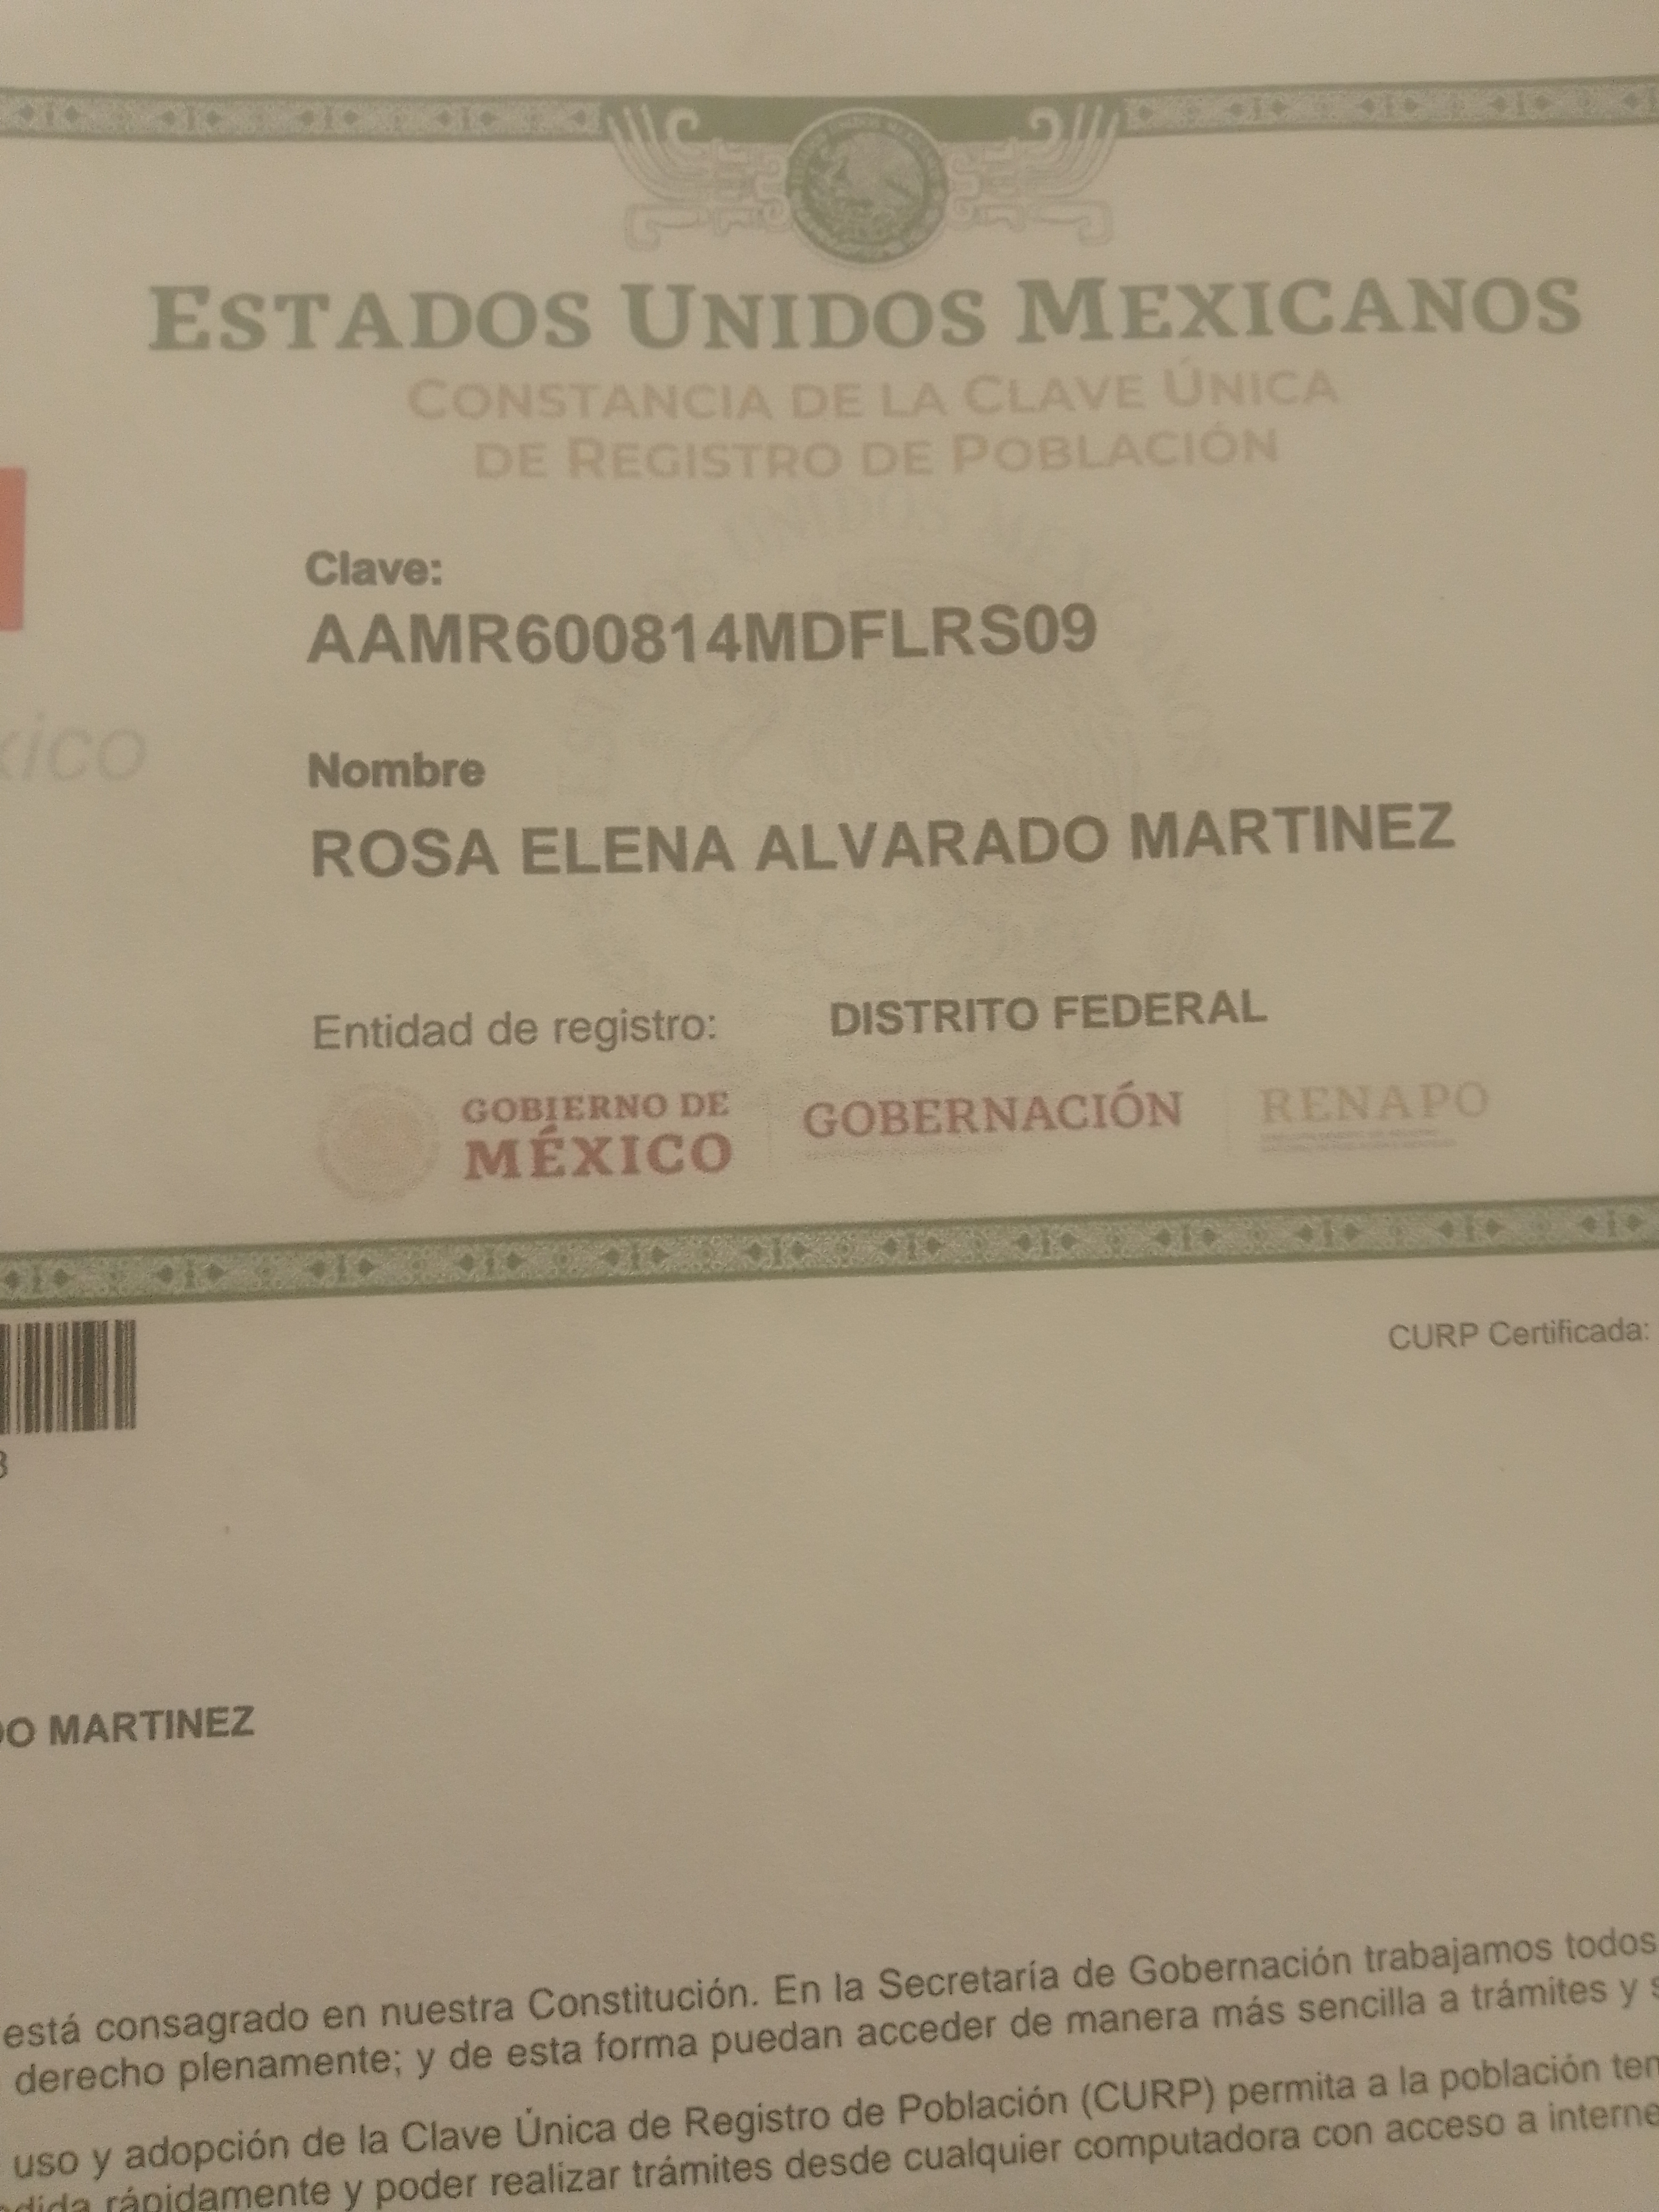 ESTADOS UNIDOS MEXICANOS
CONSTANCIA DE LA CLAVE ÚNICA
DE REGISTRO DE POBLACIÓN
Clave:
AAMR600814MDFLRS09
xico
Nombre
ROSA ELENA ALVARADO MARTINEZ
Entidad de registro: DISTRITO FEDERAL
GOBIERNO DE
MÉXICO
GOBERNACIÓN
RENAPO
CURP Certificada:
DO MARTINEZ
está consagrado en nuestra Constitución. En la Secretaría de Gobernación trabajamos todos
derecho plenamente; y de esta forma puedan acceder de manera más sencilla a trámites y s
uso y adopción de la Clave Única de Registro de Población (CURP) permita a la población ten
rápidamente y poder realizar trámites desde cualquier computadora con acceso a interne